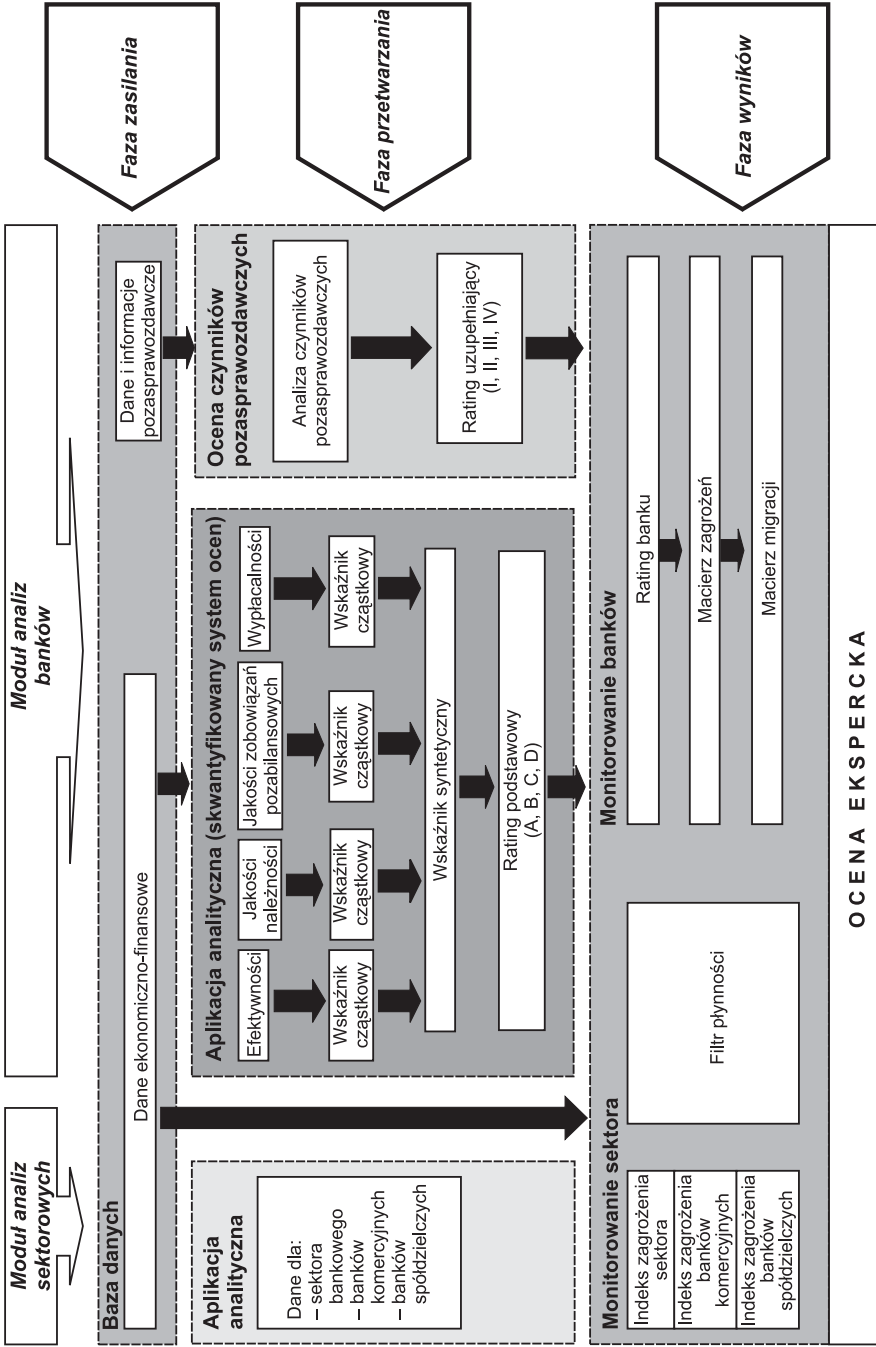 Moduł analiz
sektorowych
Moduł analiz
banków
Baza danych
Dane ekonomiczno-finansowe
Dane i informacje
pozasprawozdawcze
Faza zasilania
Aplikacja
analityczna
Dane dla:
– sektora
bankowego
– banków
komercyjnych
– banków
spółdzielczych
Aplikacja analityczna (skwantyfikowany system ocen)
Efektywności
Jakości
należności
Jakości zobowiązań
pozabilansowych
Wypłacalności
Wskaźnik
cząstkowy
Wskaźnik
cząstkowy
Wskaźnik
cząstkowy
Wskaźnik
cząstkowy
Wskaźnik syntetyczny
Rating podstawowy
(A, B, C, D)
Ocena czynników
pozasprawozdawczych
Analiza czynników
pozasprawozdawczych
Rating uzupełniający
(I, II, III, IV)
Faza przetwarzania
Monitorowanie sektora
Indeks zagrożenia
sektora
Indeks zagrożenia
banków
komercyjnych
Indeks zagrożenia
banków
spółdzielczych
Filtr płynności
Monitorowanie banków
Rating banku
Macierz zagrożeń
Macierz migracji
Faza wyników
OCENA EKSPERCKA